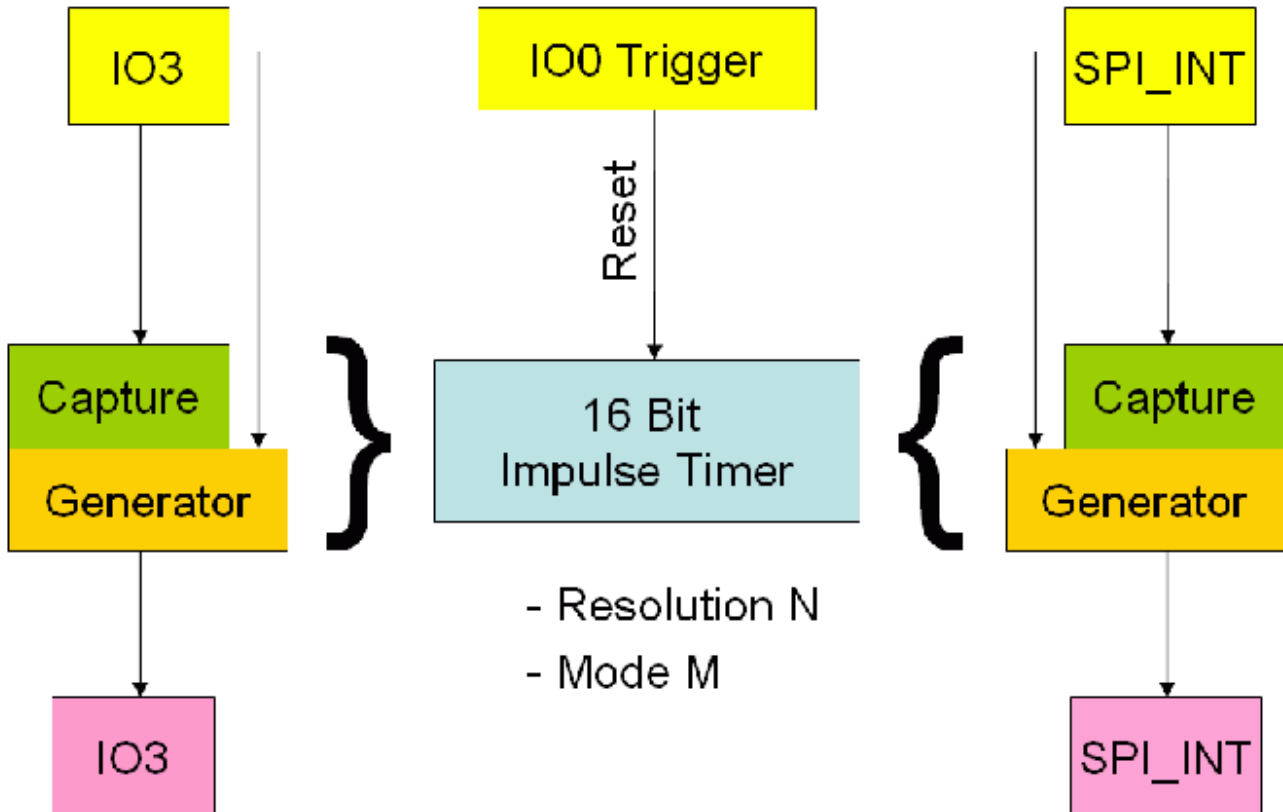 IO3
IO0 Trigger
SPI_INT
Reset
Capture
Generator
16 Bit
Impulse Timer
Capture
Generator
- Resolution N
- Mode M
IO3
SPI_INT